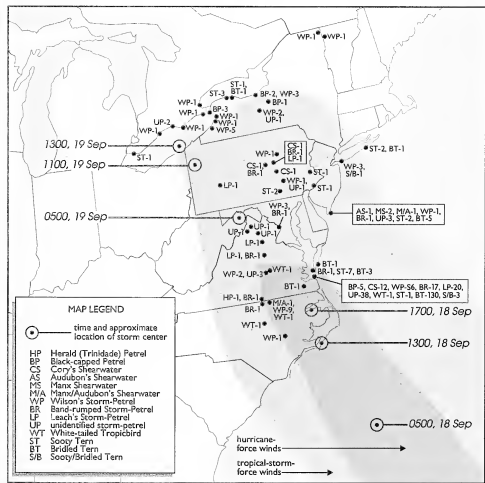 WP-1 WP-1
ST-1,
BT-1
ST-3
BP-2, WP-3
BP-1
WP-1
WP-1
BP-1
WP-1
WP-1
WP-5
WP-2,
UP-1
UP-2
WP-1
WP-1
ST-1
1300, 19 Sep
1100, 19 Sep
0500, 19 Sep
CS-1
BR-1
LP-1
WP-1
CS-1,
BR-1
CS-1
WP-1,
UP-1
ST-2
LP-1
ST-1
ST-1
ST-2, BT-1
WP-3,
S/B-1
AS-1, MS-2, M/A-1, WP-1,
BR-1, UP-3, ST-2, BT-5
WP-3,
BR-1
UP-1
UP-1
UP-1
LP-1
LP-1, BR-1
WT-1
WP-2, UP-3
BT-1
BR-1, ST-7, BT-3
BT-1
BP-5, CS-12, WP-S6, BR-17, LP-20,
UP-38, WT-1, ST-1, BT-130, S/B-3
HP-1, BR-1
BR-1
M/A-1,
WP-9,
WT-1
WT-1
WP-1
1700, 18 Sep
1300, 18 Sep
0500, 18 Sep
hurricane-
force winds
tropical-storm-
force winds
MAP LEGEND
time and approximate
location of storm center
HP Herald (Trinidade) Petrel
BP Black-capped Petrel
CS Cory's Shearwater
AS Audubon's Shearwater
MS Manx Shearwater
M/A Manx/Audubon's Shearwater
WP Wilson's Storm-Petrel
BR Band-rumped Storm-Petrel
LP Leach's Storm-Petrel
UP unidentified storm-petrel
WT White-tailed Tropicbird
ST Sooty Tern
BT Bridled Tern
S/B Sooty/Bridled Tern